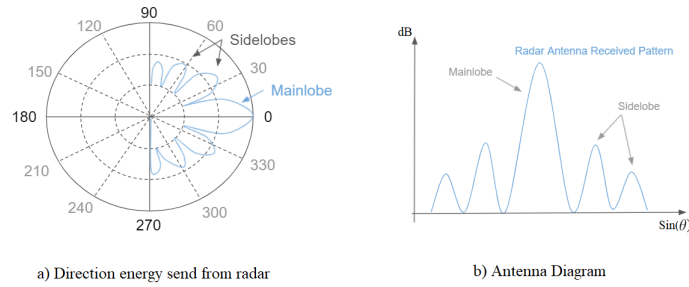 90
120
60
Sidelobes
150
30
Mainlobe
180
0
210
330
240
300
270
a) Direction energy send from radar
dB
Radar Antenna Received Pattern
Mainlobe
Sidelobe
Sin(θ)
b) Antenna Diagram